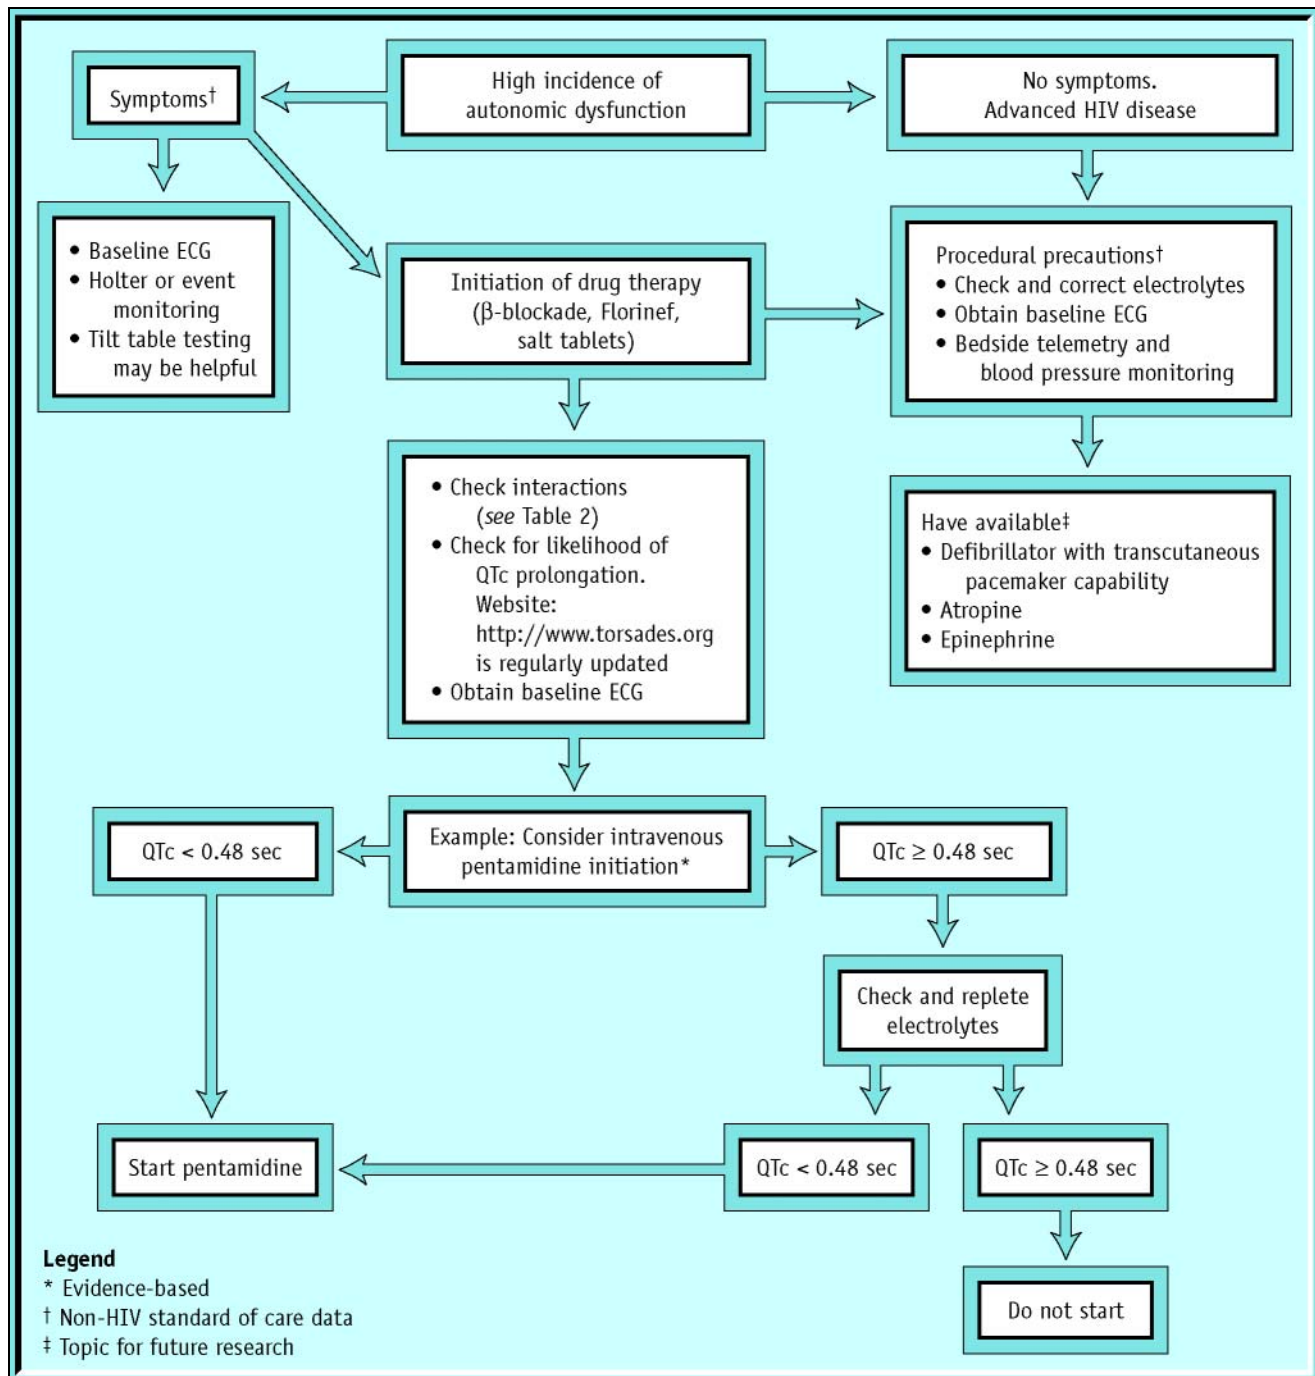 Symptoms†
High incidence of
autonomic dysfunction
No symptoms.
Advanced HIV disease
• Baseline ECG
• Holter or event
monitoring
• Tilt table testing
may be helpful
Initiation of drug therapy
(β-blockade, Florinef,
salt tablets)
Procedural precautions†
• Check and correct electrolytes
• Obtain baseline ECG
• Bedside telemetry and
blood pressure monitoring
• Check interactions
(see Table 2)
• Check for likelihood of
QTc prolongation.
Website:
http://www.torsades.org
is regularly updated
• Obtain baseline ECG
Have available‡
• Defibrillator with transcutaneous
pacemaker capability
• Atropine
• Epinephrine
QTc < 0.48 sec
Example: Consider intravenous
pentamidine initiation*
QTc ≥ 0.48 sec
Check and replete
electrolytes
Start pentamidine
QTc < 0.48 sec
QTc ≥ 0.48 sec
Do not start
Legend
* Evidence-based
† Non-HIV standard of care data
‡ Topic for future research